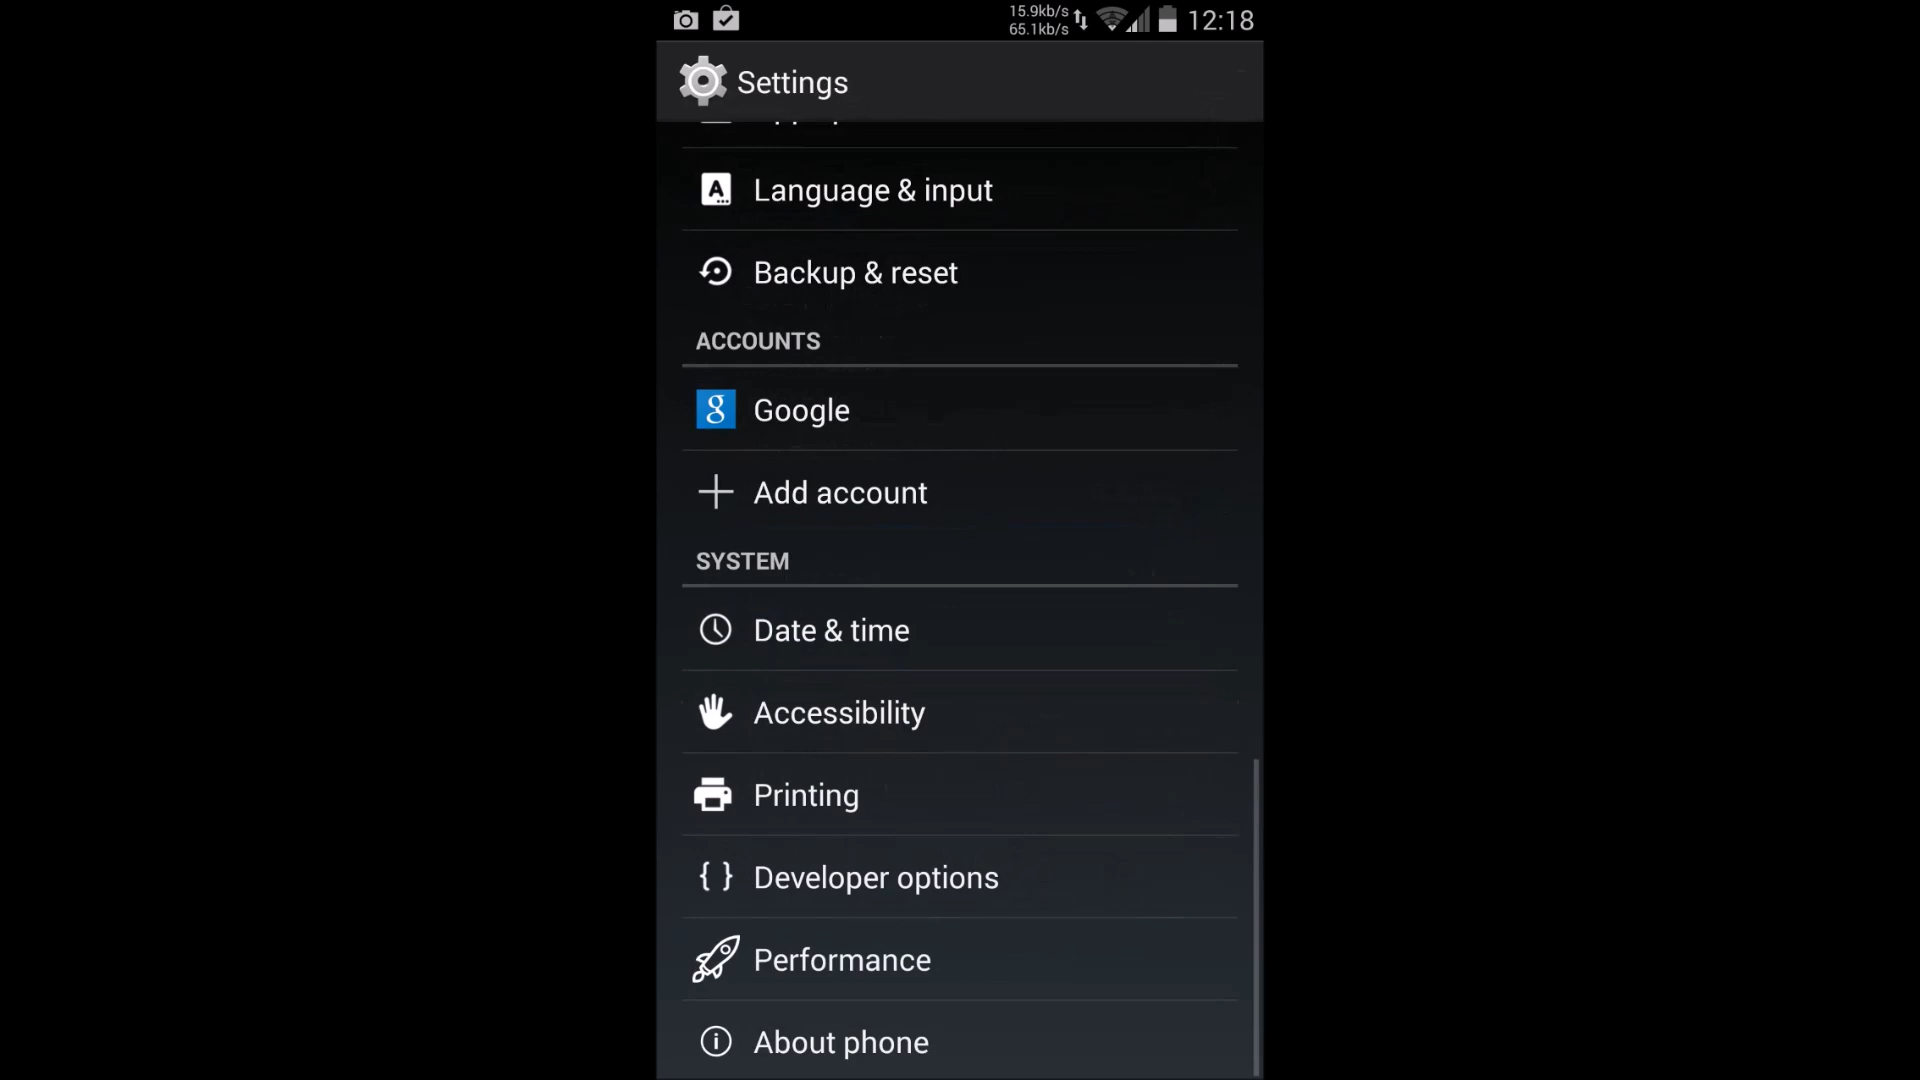 15.9kb/s
65.1kb/s
12:18
Settings
Language & input
Backup & reset
ACCOUNTS
g Google
Add account
SYSTEM
Date & time
Accessibility
Printing
{ } Developer options
Performance
About phone